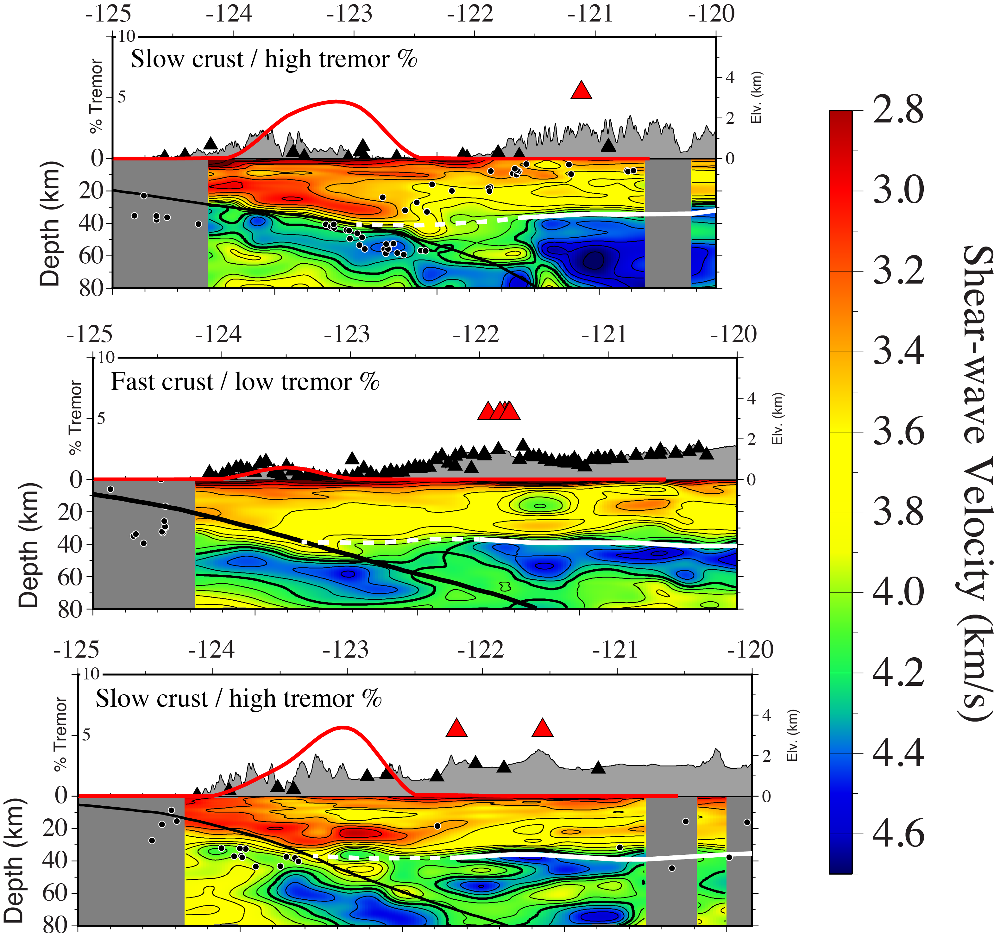 -125 -124 -123 -122 -121 -120
10
Slow crust / high tremor %
% Tremor
5
0
4
2
0
Elv. (km)
Depth (km)
20
40
60
80
-125 -124 -123 -122 -121 -120
10
Fast crust / low tremor %
% Tremor
5
0
4
2
0
Elv. (km)
Depth (km)
20
40
60
80
-125 -124 -123 -122 -121 -120
10
Slow crust / high tremor %
% Tremor
5
0
4
2
0
Elv. (km)
Depth (km)
20
40
60
80
2.8
3.0
3.2
3.4
3.6
3.8
4.0
4.2
4.4
4.6
Shear-wave Velocity (km/s)